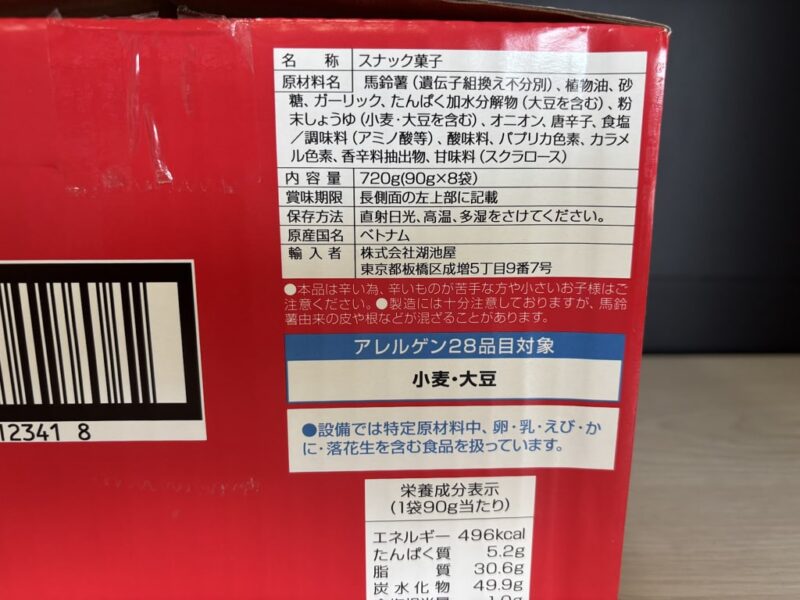 名称 スナック菓子
原材料名 馬鈴薯（遺伝子組換え不分別）、植物油、砂
糖、ガーリック、たんぱく加水分解物（大豆を含む）、粉
末しょうゆ（小麦・大豆を含む）、オニオン、唐辛子、食塩
／調味料（アミノ酸等）、酸味料、パプリカ色素、カラメ
ル色素、香辛料抽出物、甘味料（スクラロース）
内容量 720g(90g×8袋)
賞味期限 長側面の左上部に記載
保存方法 直射日光、高温、多湿をさけてください。
原産国名 ベトナム
輸入者 株式会社湖池屋
東京都板橋区成増5丁目9番7号
●本品は辛い為、辛いものが苦手な方や小さいお子様はご
注意ください。●製造には十分注意しておりますが、馬鈴
薯由来の皮や根などが混ざることがあります。
アレルゲン28品目対象
小麦・大豆
●設備では特定原材料中、卵・乳・えび・か
に・落花生を含む食品を扱っています。
12341 8
栄養成分表示
(1袋90g当たり)
エネルギー 496kcal
たんぱく質 5.2g
脂質 30.6g
炭水化物 49.9g